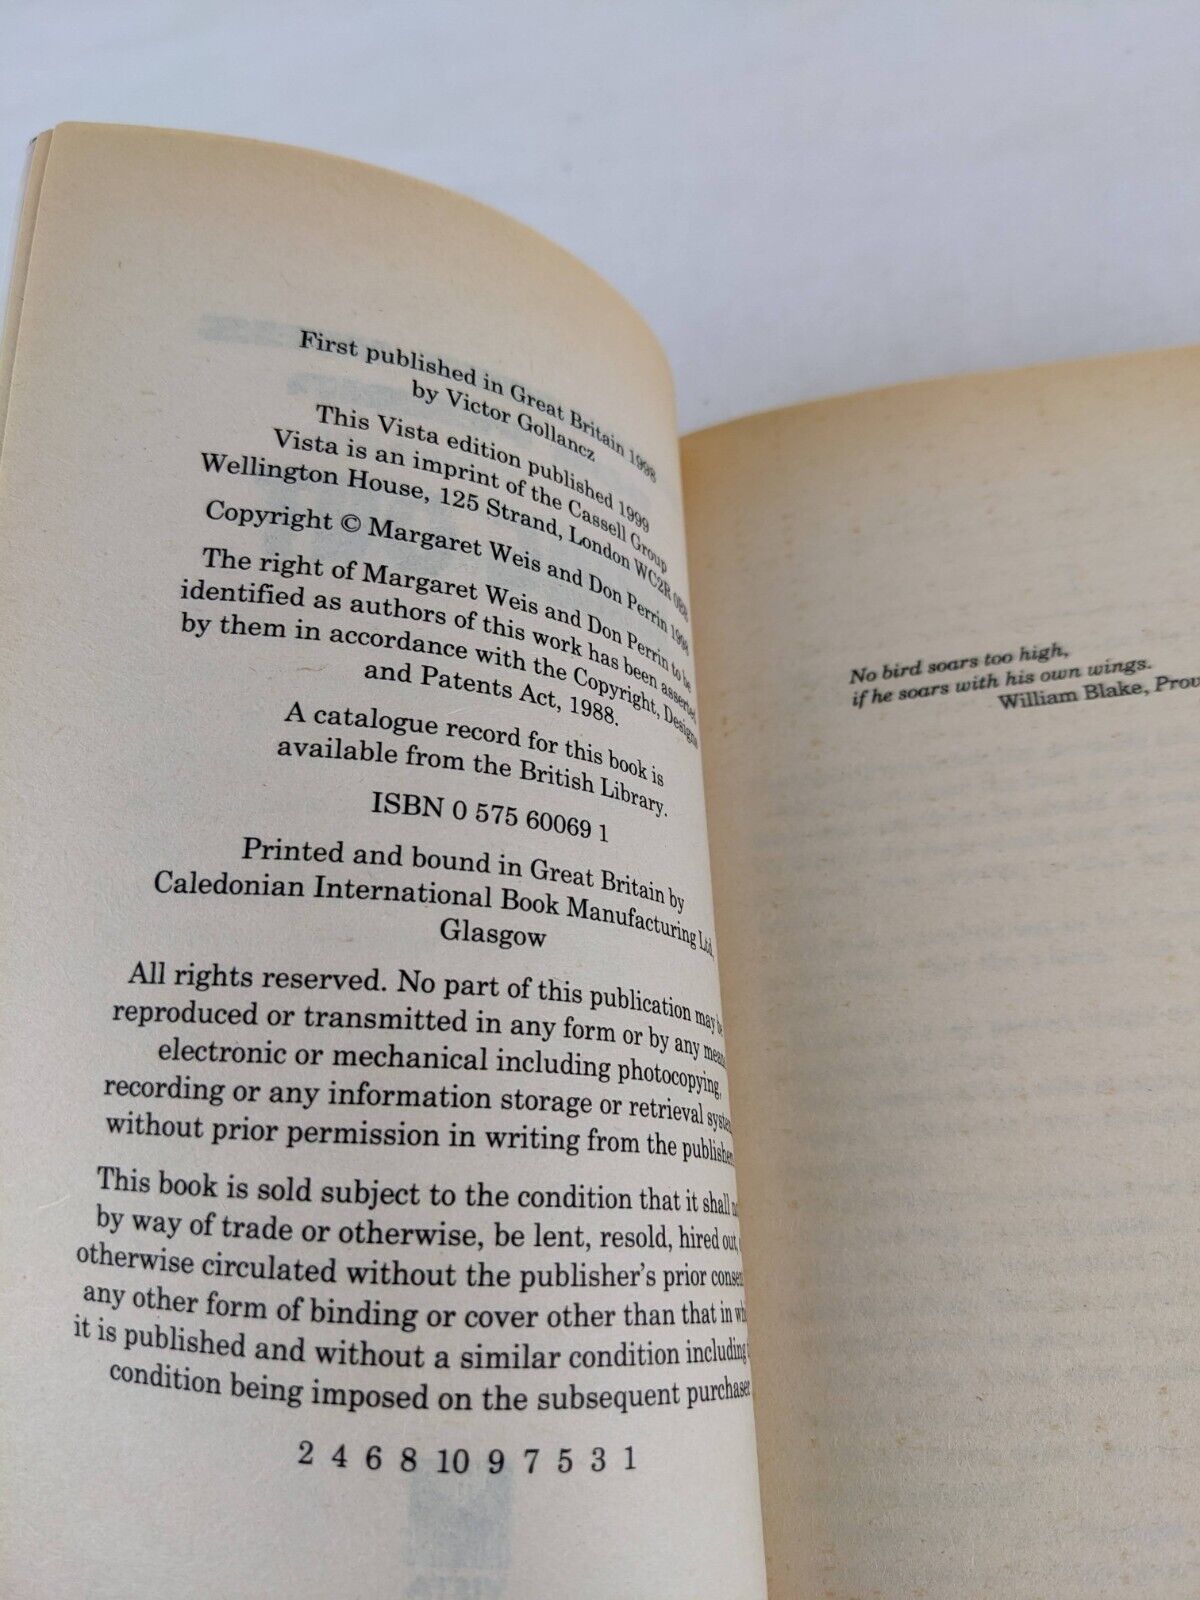 First published in Great Britain 1998
by Victor Gollancz
This Vista edition published 1999
Vista is an imprint of the Cassell Group
Wellington House, 125 Strand, London WC2R 0BB
Copyright © Margaret Weis and Don Perrin 1998
The right of Margaret Weis and Don Perrin to be
identified as authors of this work has been asserted
by them in accordance with the Copyright, Designs
and Patents Act, 1988.
A catalogue record for this book is
available from the British Library.
ISBN 0 575 60069 1
Printed and bound in Great Britain by
Caledonian International Book Manufacturing Ltd,
Glasgow
All rights reserved. No part of this publication may be
reproduced or transmitted in any form or by any means
electronic or mechanical including photocopying,
recording or any information storage or retrieval system
without prior permission in writing from the publisher
This book is sold subject to the condition that it shall
by way of trade or otherwise, be lent, resold, hired out,
otherwise circulated without the publisher's prior
any other form of binding or cover other than that in
it is published and without a similar condition including
condition being imposed on the subsequent purchaser
2 4 6 8 10 9 7 5 3 1
No bird soars too high,
if he soars with his own wings.
William Blake,